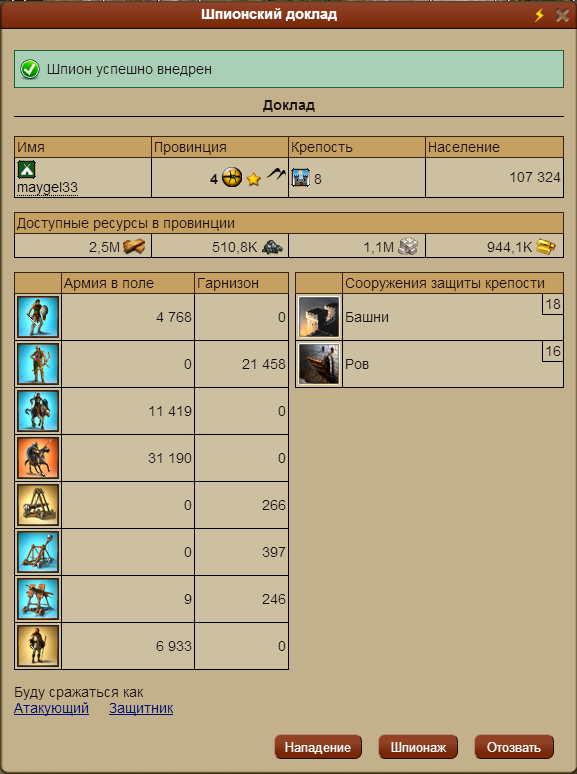 Шпионский доклад
Шпион успешно внедрен
Доклад
Имя Провинция Крепость Население
maygel33 4 8 107 324
Доступные ресурсы в провинции
2,5M 510,8K 1,1M 944,1K
Армия в поле Гарнизон Сооружения защиты крепости
4 768 0 Башни 18
0 21 458 Ров 16
11 419 0
31 190 0
0 266
0 397
9 246
6 933 0
Буду сражаться как
Атакующий Защитник
Нападение Шпионаж Отозвать